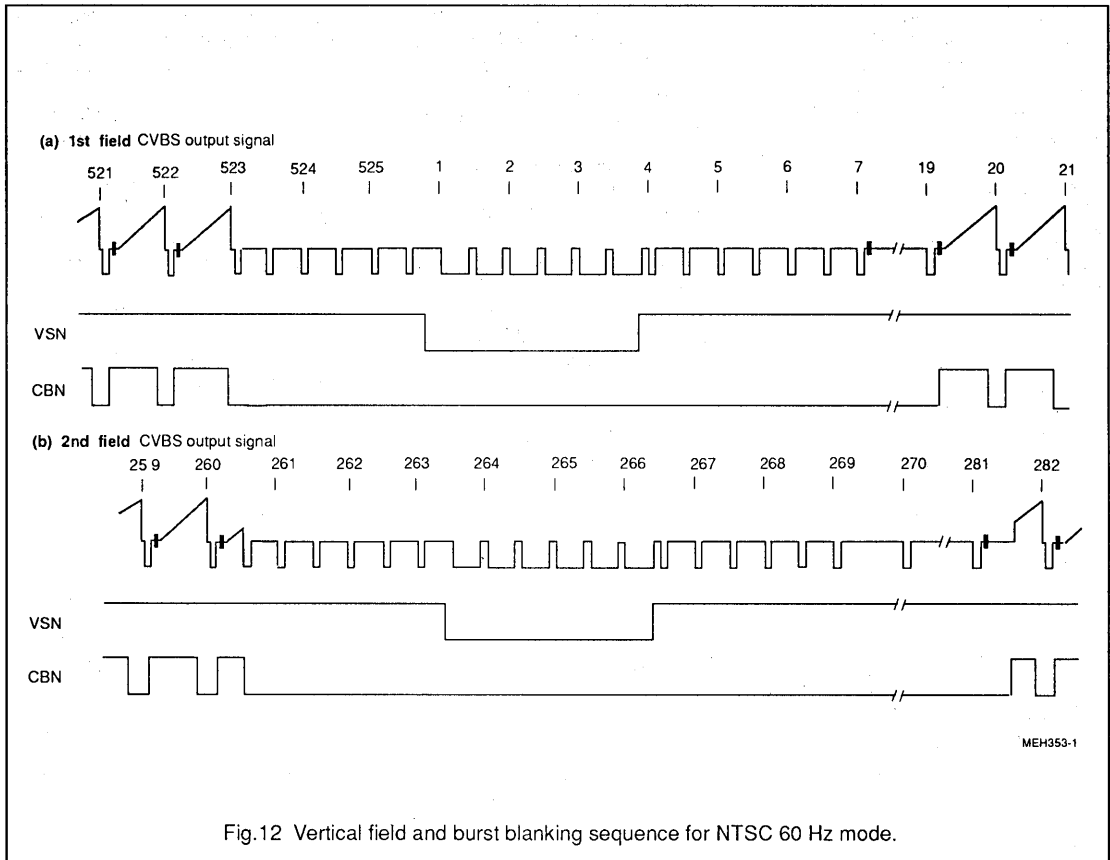 (a) 1st field CVBS output signal
521 522 523 524 525 1 2 3 4 5 6 7 19 20 21
VSN
CBN
(b) 2nd field CVBS output signal
25 9 260 261 262 263 264 265 266 267 268 269 270 281 282
VSN
CBN
MEH353-1
Fig.12 Vertical field and burst blanking sequence for NTSC 60 Hz mode.